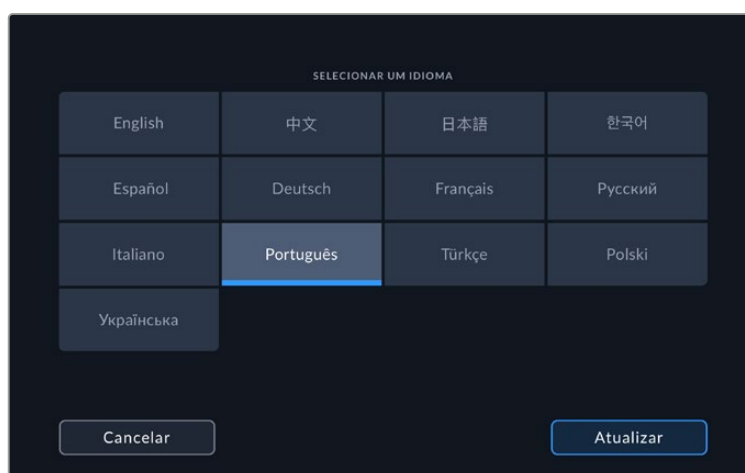 SELECIONAR UM IDIOMA
English 中文 日本語 한국어
Español Deutsch Français Русский
Italiano Português Türkçe Polski
Українська
Cancelar Atualizar